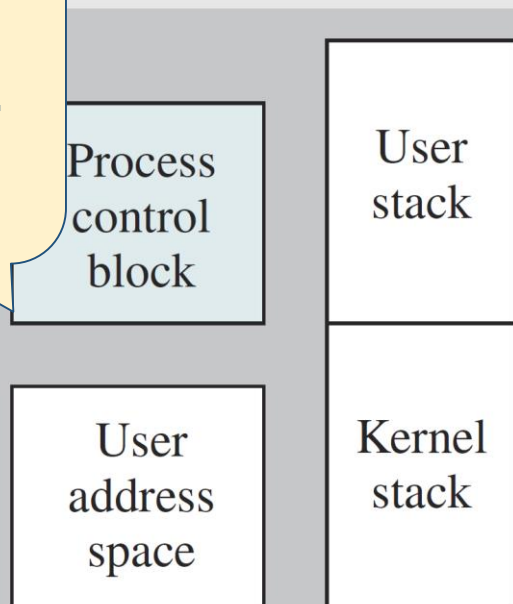 Process
control
block
User
address
space
User
stack
Kernel
stack